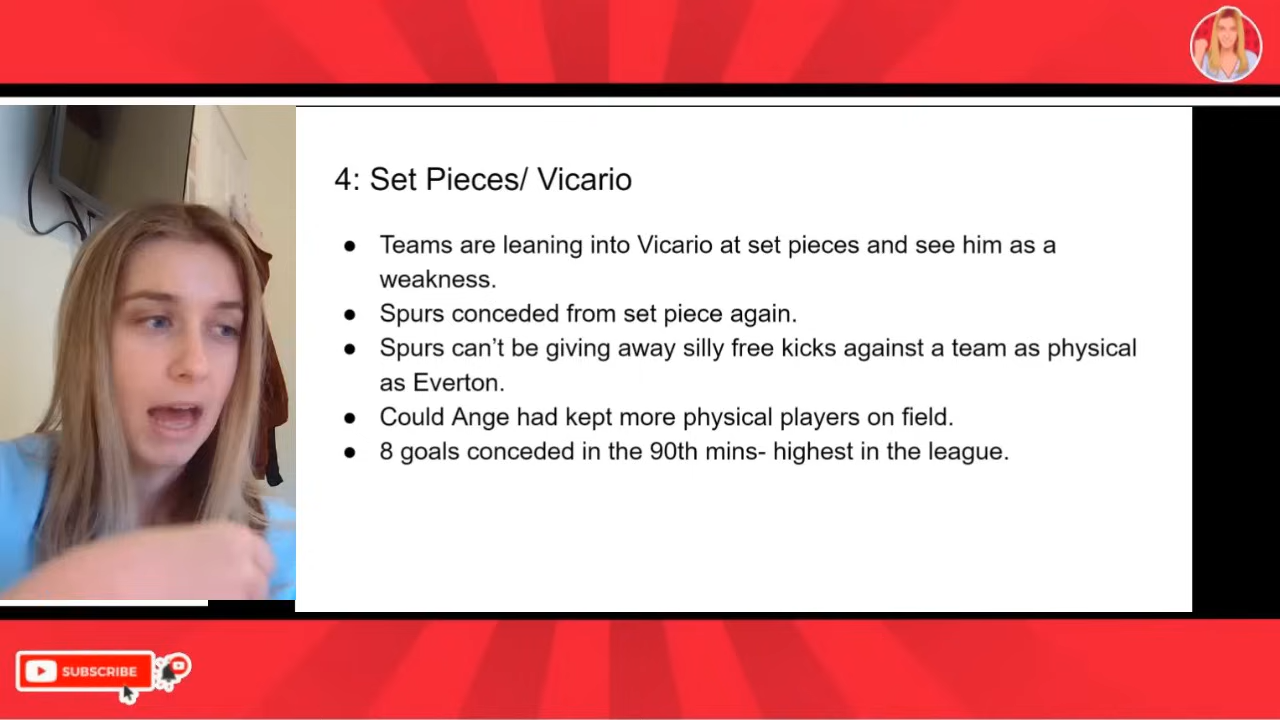 4: Set Pieces/ Vicario
● Teams are leaning into Vicario at set pieces and see him as a
weakness.
● Spurs conceded from set piece again.
● Spurs can’t be giving away silly free kicks against a team as physical
as Everton.
● Could Ange had kept more physical players on field.
● 8 goals conceded in the 90th mins- highest in the league.
SUBSCRIBE